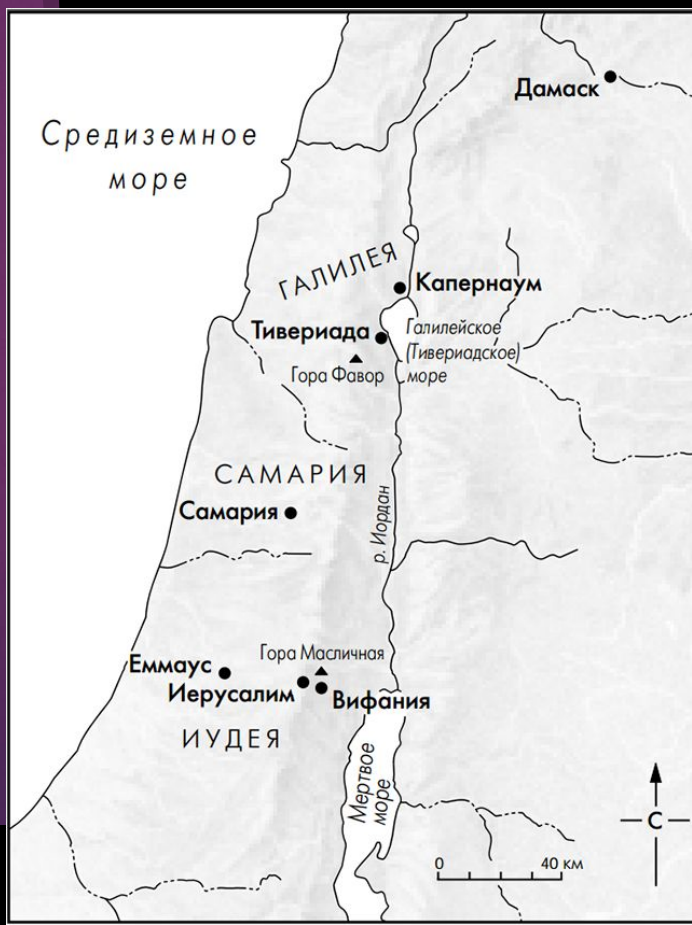 Дамаск
Средиземное
море
ГАЛИЛЕЯ
Капернаум
Тивериада
Галилейское
(Тивериадское)
море
Гора Фавор
САМАРИЯ
Самария
р. Иордан
Еммаус
Гора Масличная
Иерусалим
Вифания
ИУДЕЯ
Мертвое
море
С
0 40 км